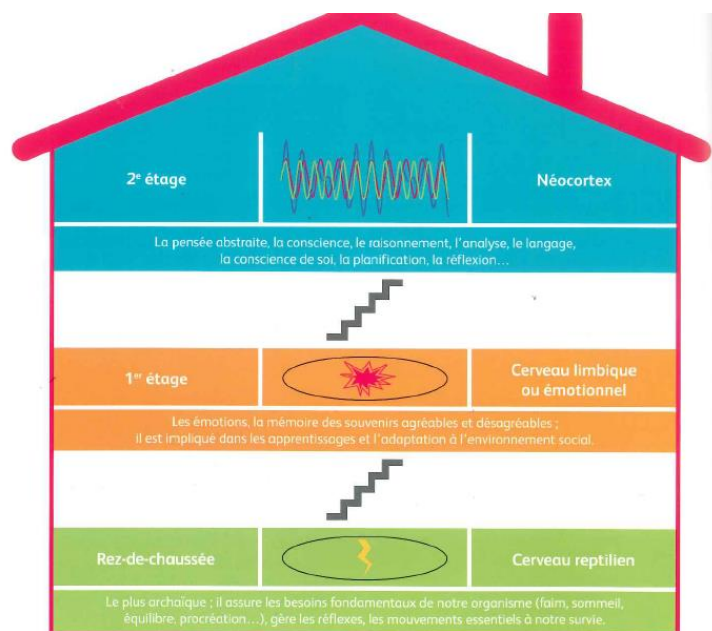 2e étage
Néocortex
La pensée abstraite, la conscience, le raisonnement, l'analyse, le langage,
la conscience de soi, la planification, la réflexion...
1er étage
Cerveau limbique
ou émotionnel
Les émotions, la mémoire des souvenirs agréables et désagréables ;
il est impliqué dans les apprentissages et l'adaptation à l'environnement social.
Rez-de-chaussée
Cerveau reptilien
Le plus archaïque ; il assure les besoins fondamentaux de notre organisme (faim, sommeil,
équilibre, procréation...), gère les réflexes, les mouvements essentiels à notre survie.